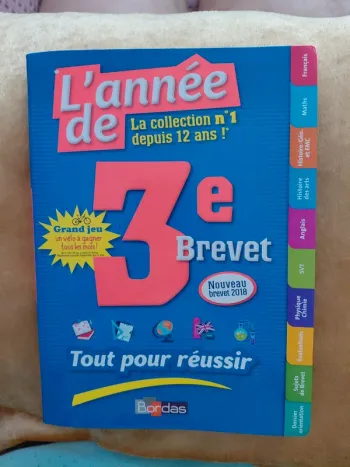 L'année
de
La collection n°1
depuis 12 ans !*
3e
Brevet
Grand jeu
un vélo à gagner
tous les mois !
Nouveau
brevet 2018
Tout pour réussir
Bordas
Français
Maths
Histoire-Géo.
et EMC
Histoire
des arts
Anglais
SVT
Physique
Chimie
Sujets
de Brevet
Dossier
orientation